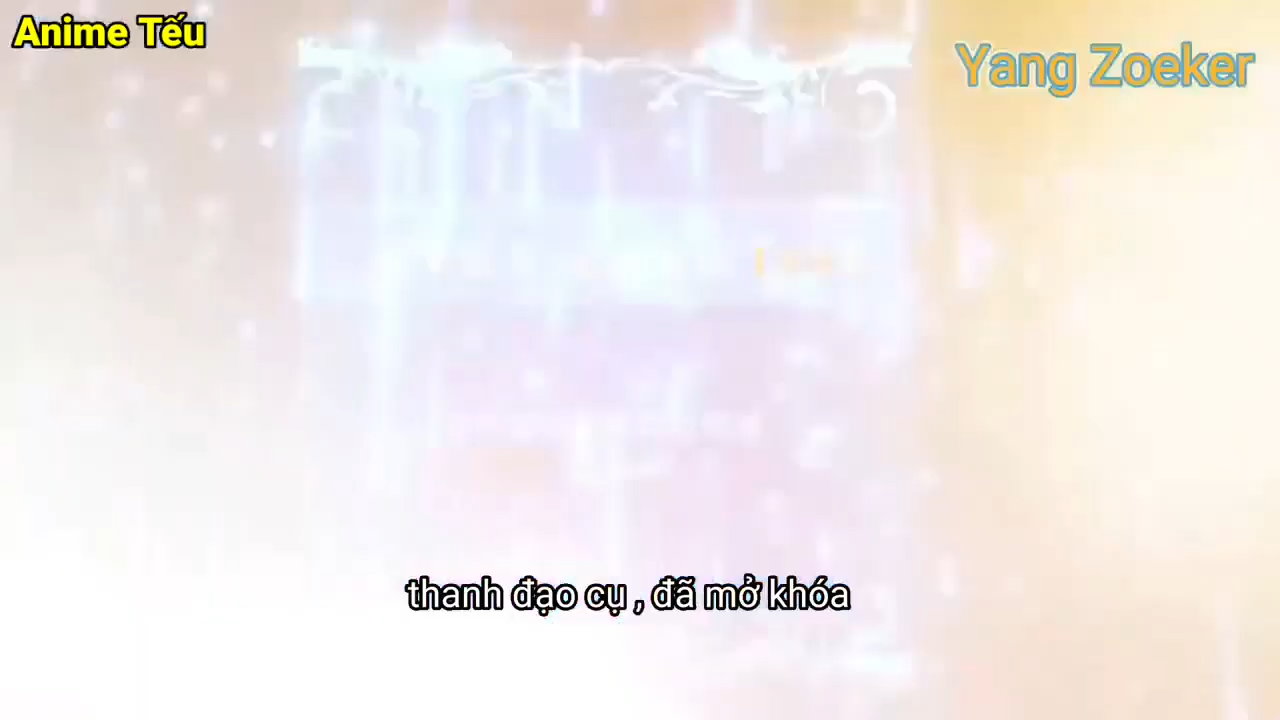 Anime Tếu
Yang Zoeker
thanh đạo cụ , đã mở khóa